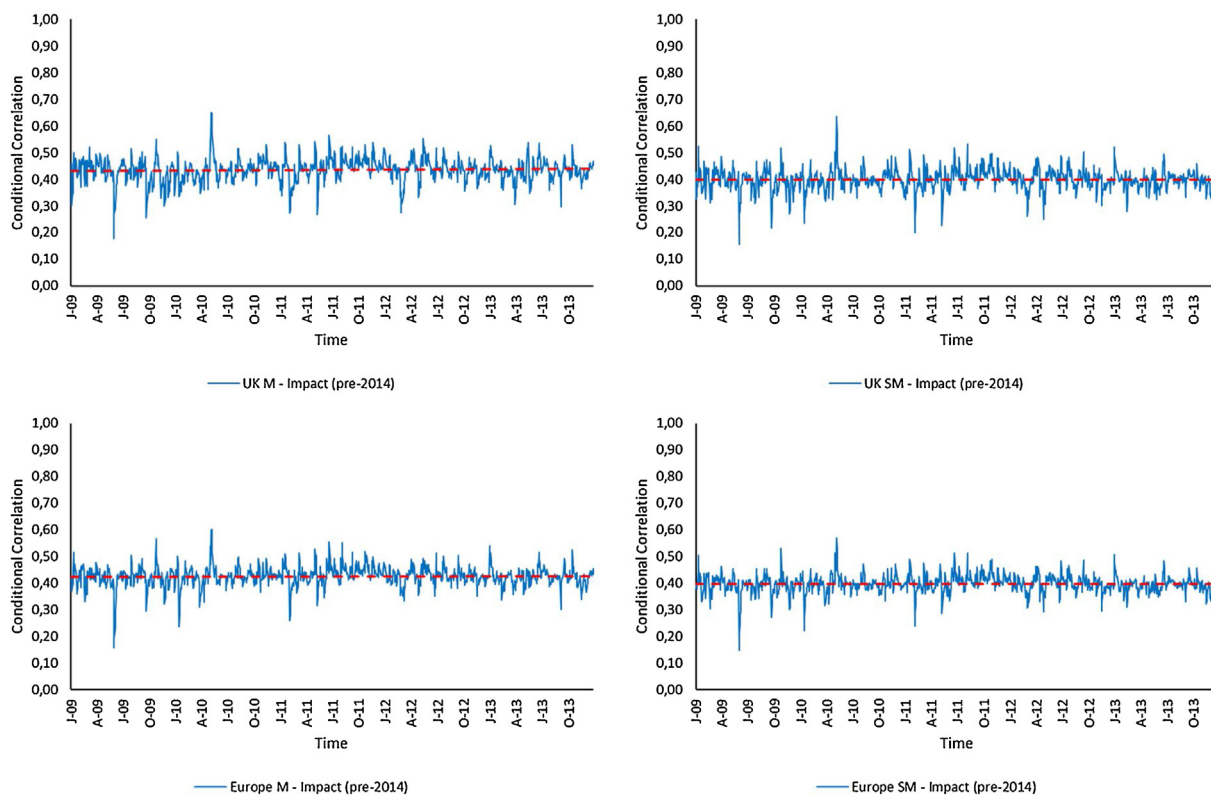 1,00
0,90
0,80
0,70
0,60
0,50
0,40
0,30
0,20
0,10
0,00
Conditional Correlation
J-09 A-09 J-09 O-09 J-10 A-10 J-10 O-10 J-11 A-11 J-11 O-11 J-12 A-12 J-12 O-12 J-13 A-13 J-13 O-13
Time
UK M - Impact (pre-2014)
1,00
0,90
0,80
0,70
0,60
0,50
0,40
0,30
0,20
0,10
0,00
Conditional Correlation
J-09 A-09 J-09 O-09 J-10 A-10 J-10 O-10 J-11 A-11 J-11 O-11 J-12 A-12 J-12 O-12 J-13 A-13 J-13 O-13
Time
UK SM - Impact (pre-2014)
1,00
0,90
0,80
0,70
0,60
0,50
0,40
0,30
0,20
0,10
0,00
Conditional Correlation
J-09 A-09 J-09 O-09 J-10 A-10 J-10 O-10 J-11 A-11 J-11 O-11 J-12 A-12 J-12 O-12 J-13 A-13 J-13 O-13
Time
Europe M - Impact (pre-2014)
1,00
0,90
0,80
0,70
0,60
0,50
0,40
0,30
0,20
0,10
0,00
Conditional Correlation
J-09 A-09 J-09 O-09 J-10 A-10 J-10 O-10 J-11 A-11 J-11 O-11 J-12 A-12 J-12 O-12 J-13 A-13 J-13 O-13
Time
Europe SM - Impact (pre-2014)